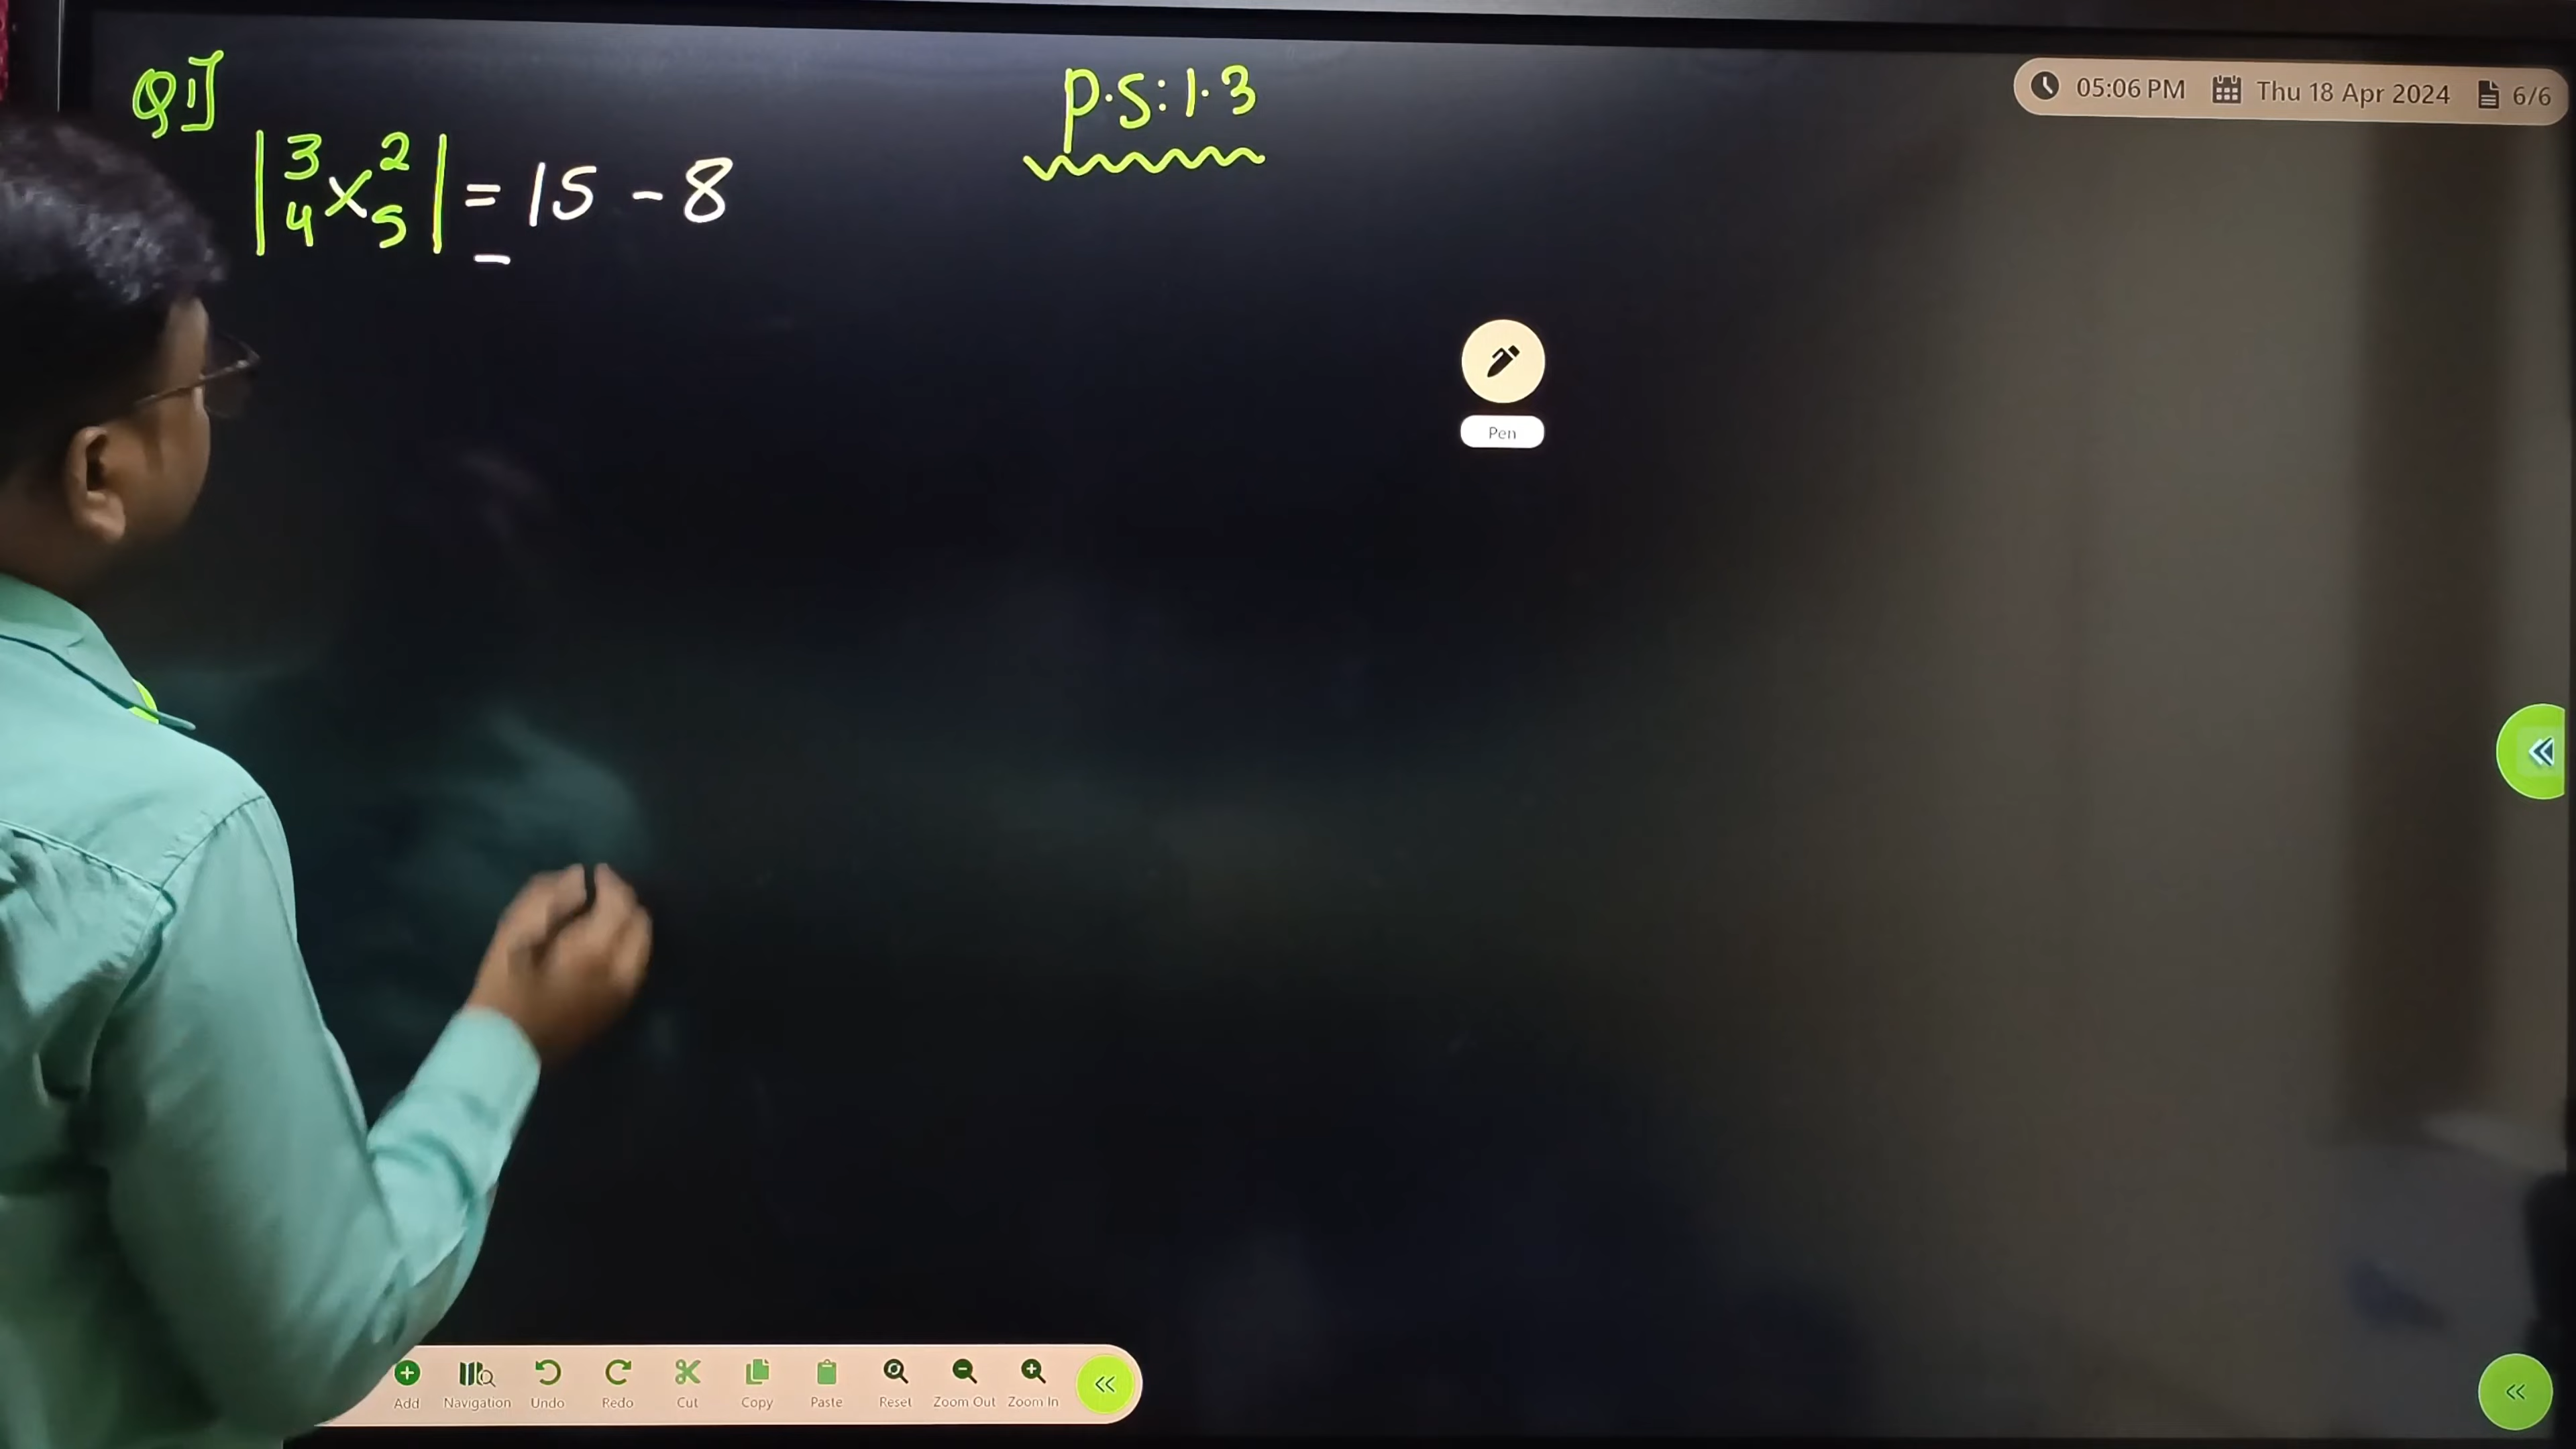 Q1]
P.S: 1.3
05:06 PM Thu 18 Apr 2024 6/6
| 3 2 | = 15 - 8
| 4 5 |
Pen
Add Navigation Undo Redo Cut Copy Paste Reset Zoom Out Zoom In